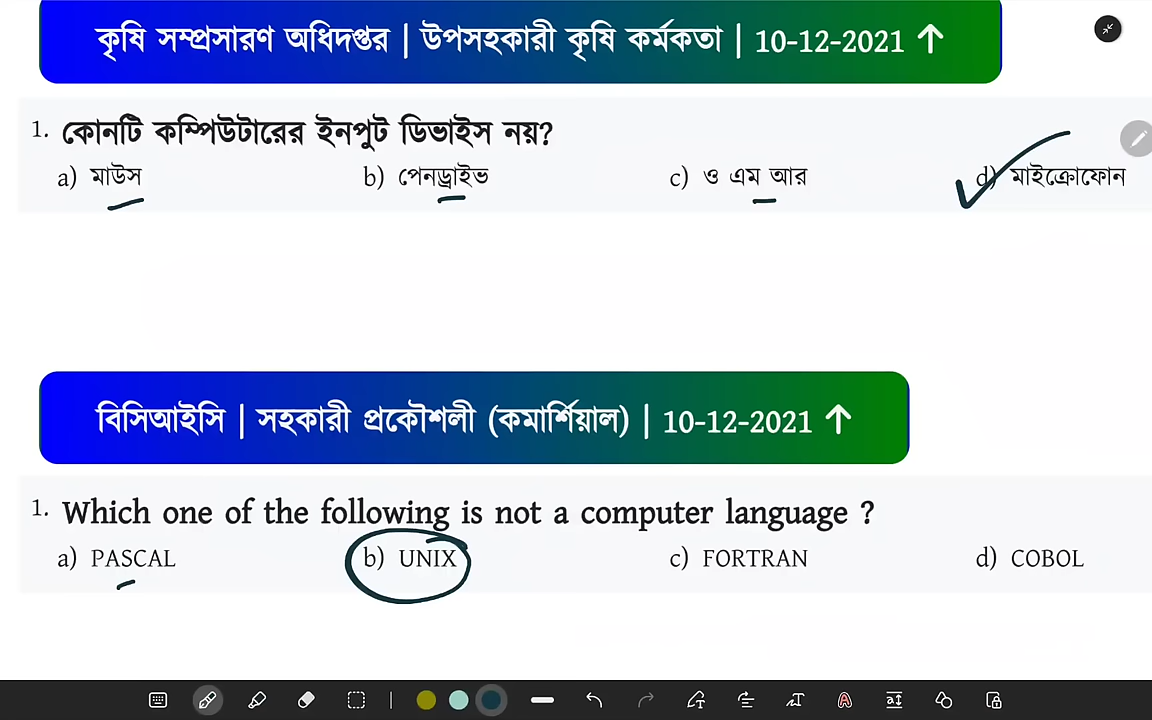 কৃষি সম্প্রসারণ অধিদপ্তর | উপসহকারী কৃষি কর্মকতা | 10-12-2021 ↑
1. কোনটি কম্পিউটারের ইনপুট ডিভাইস নয়?
a) মাউস b) পেনড্রাইভ c) ও এম আর d) মাইক্রোফোন
বিসিআইসি | সহকারী প্রকৌশলী (কমার্শিয়াল) | 10-12-2021 ↑
1. Which one of the following is not a computer language ?
a) PASCAL b) UNIX c) FORTRAN d) COBOL